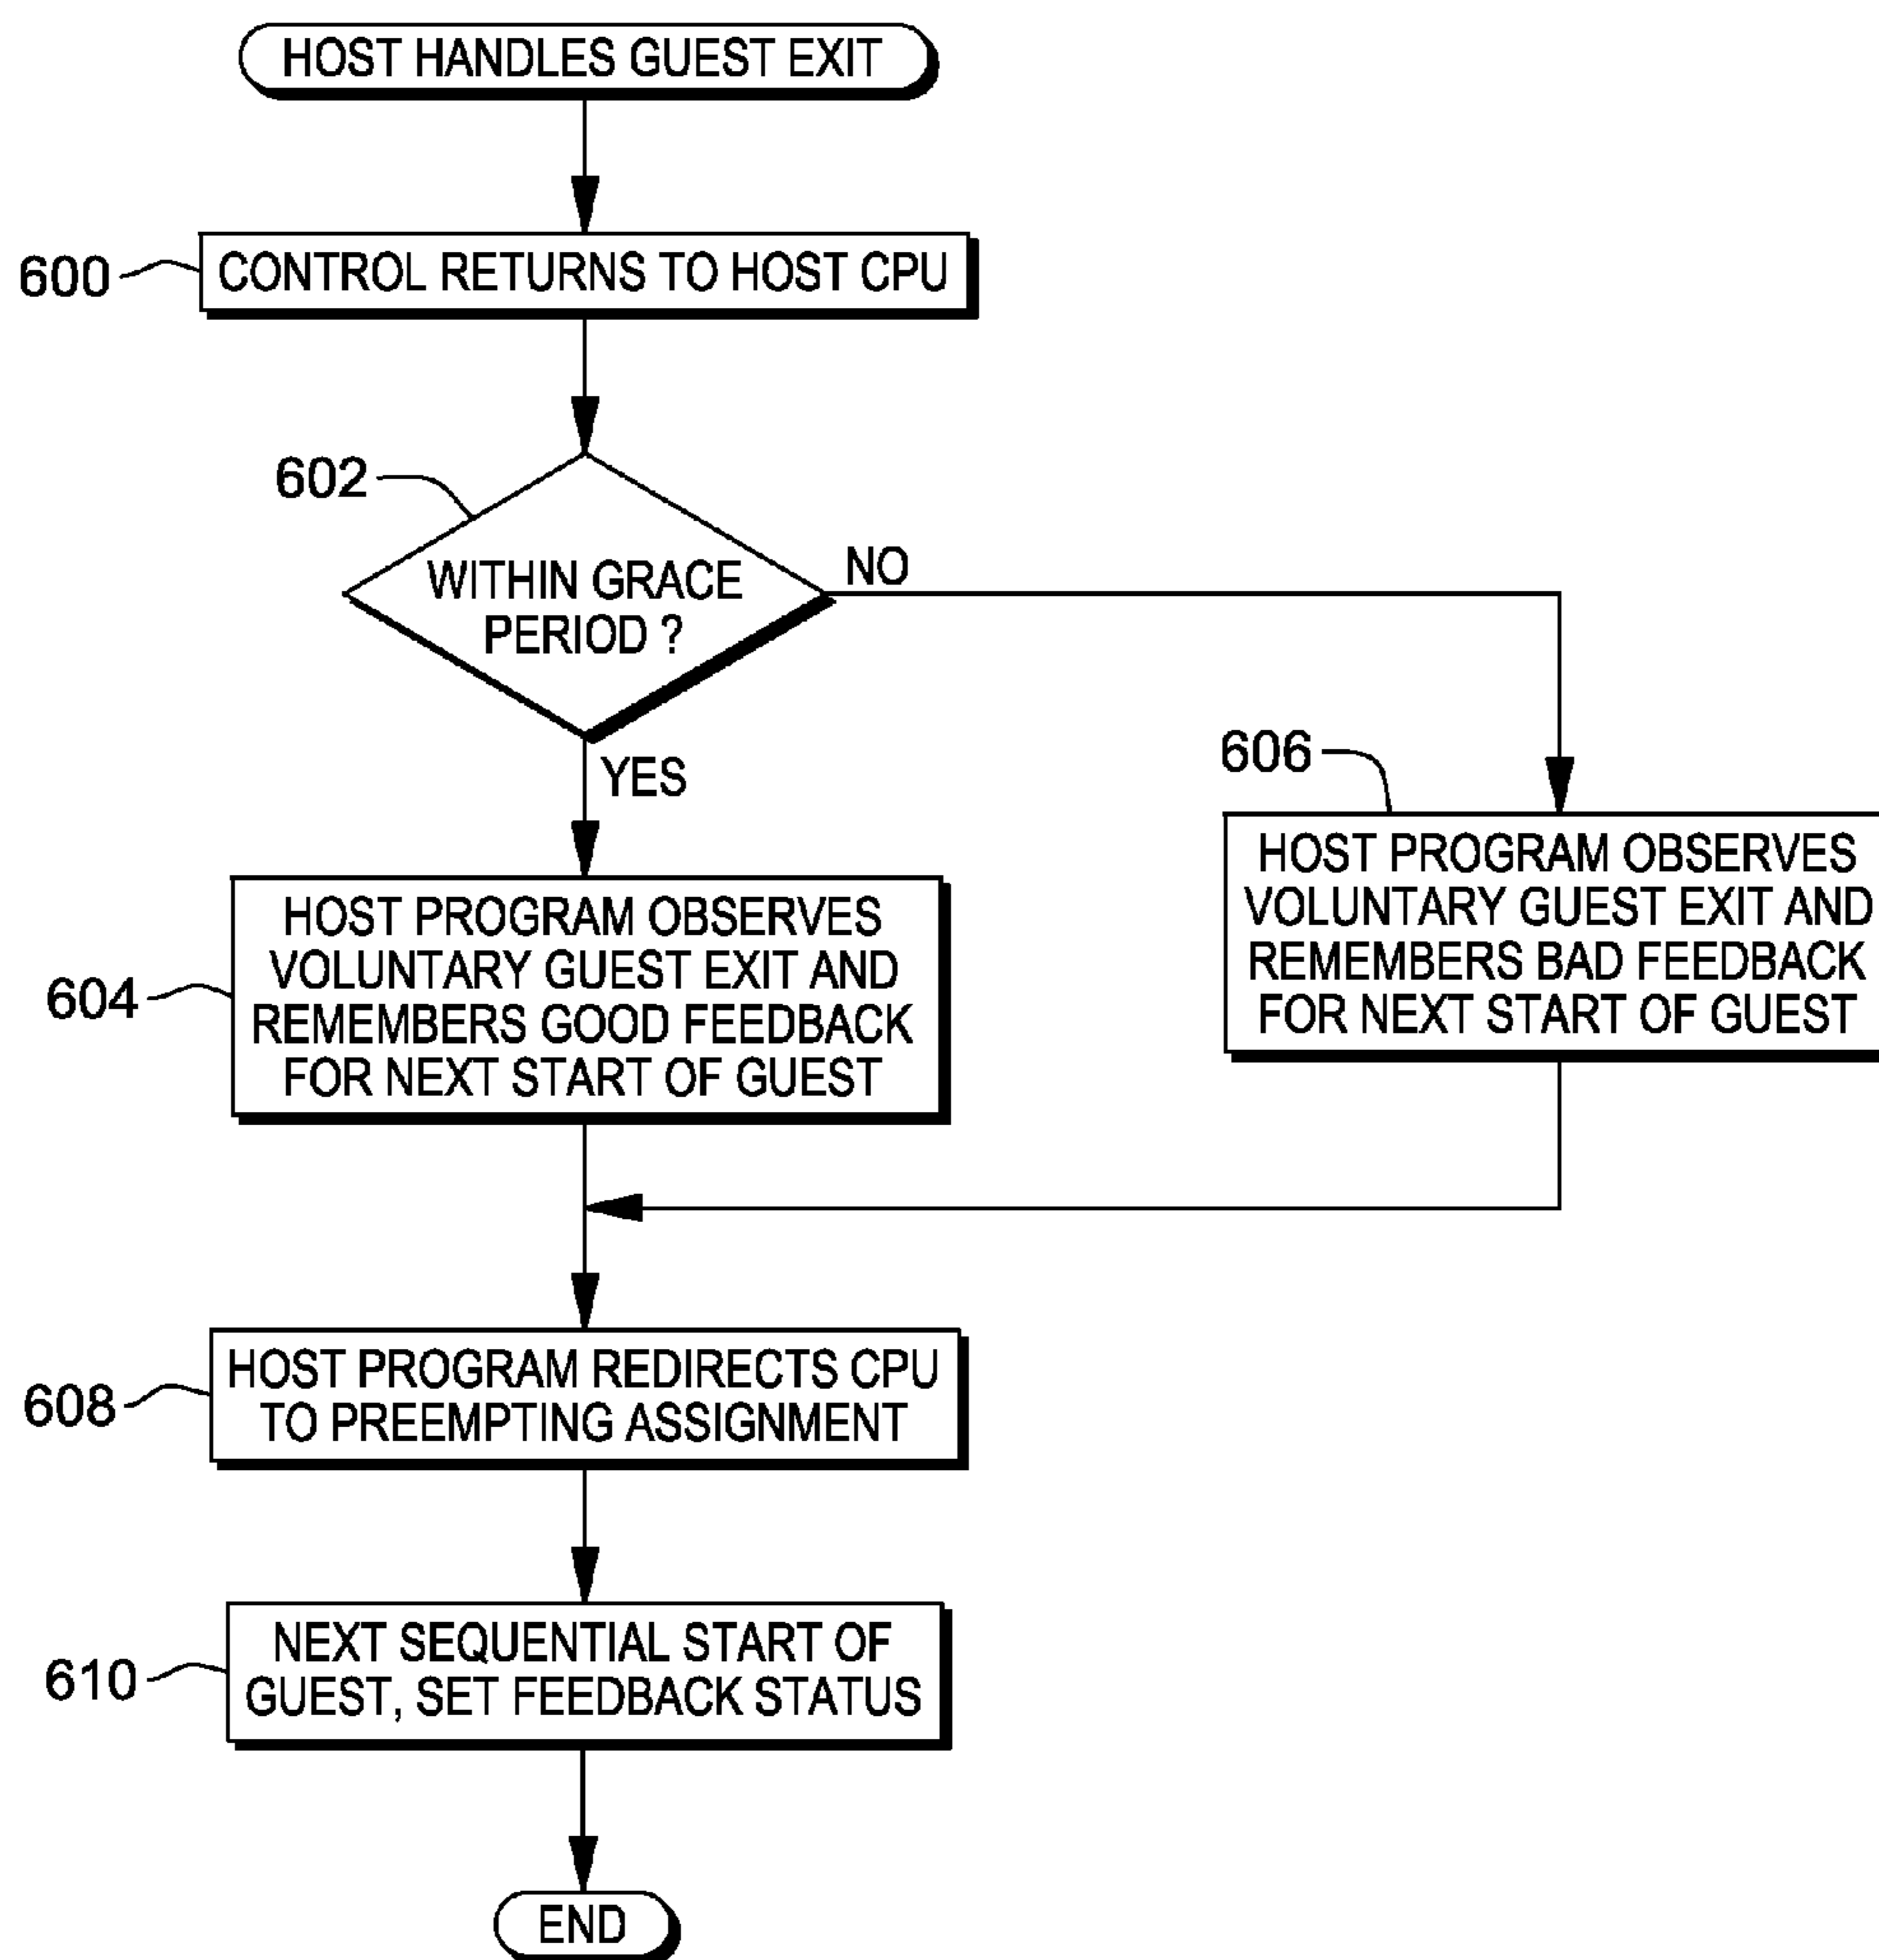 HOST HANDLES GUEST EXIT
600
CONTROL RETURNS TO HOST CPU
602
WITHIN GRACE
PERIOD ?
NO
YES
604
HOST PROGRAM OBSERVES
VOLUNTARY GUEST EXIT AND
REMEMBERS GOOD FEEDBACK
FOR NEXT START OF GUEST
606
HOST PROGRAM OBSERVES
VOLUNTARY GUEST EXIT AND
REMEMBERS BAD FEEDBACK
FOR NEXT START OF GUEST
608
HOST PROGRAM REDIRECTS CPU
TO PREEMPTING ASSIGNMENT
610
NEXT SEQUENTIAL START OF
GUEST, SET FEEDBACK STATUS
END